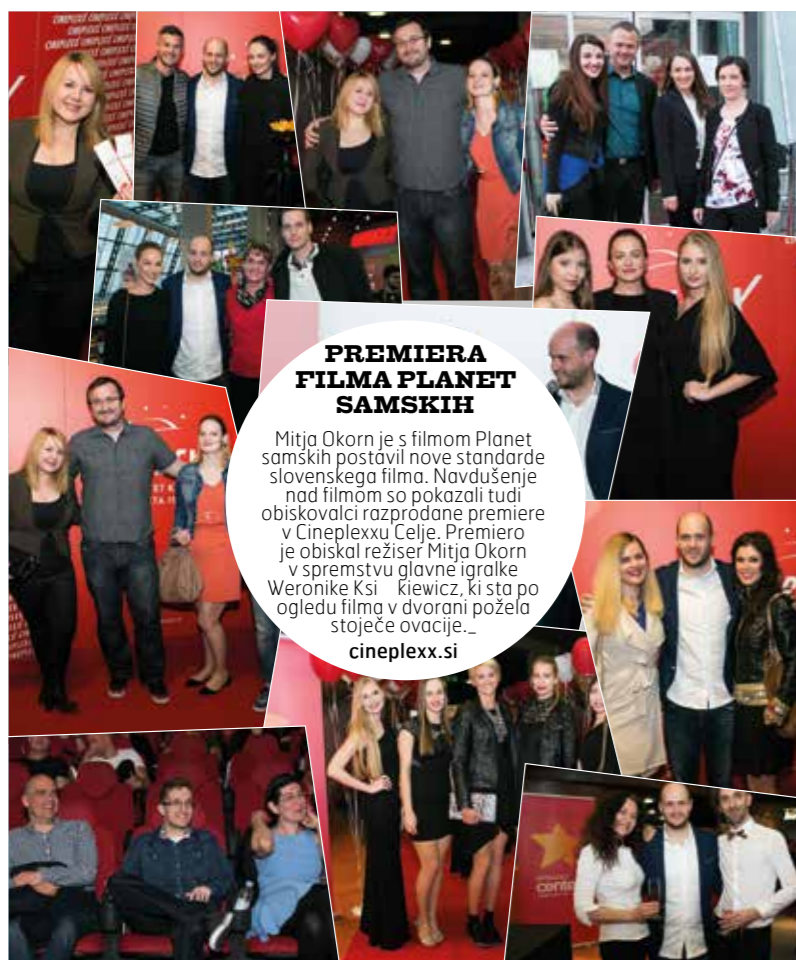 PREMIERA
FILMA PLANET
SAMSKIH
Mitja Okorn je s filmom Planet
samskih postavil nove standarde
slovenskega filma. Navdušenje
nad filmom so pokazali tudi
obiskovalci razprodane premiere
v Cineplexxu Celje. Premiero
je obiskal režiser Mitja Okorn
v spremstvu glavne igralke
Weronike Ksi kiewicz, ki sta po
ogledu filma v dvorani požela
stoječe ovacije._
cineplexx.si